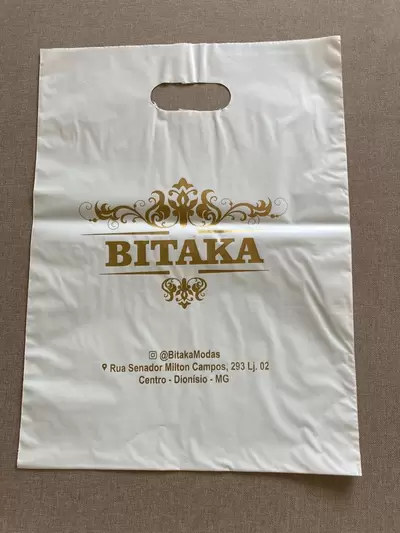 BITAKA
@BitakaModas
Rua Senador Milton Campos, 293 Lj. 02
Centro - Dionísio - MG